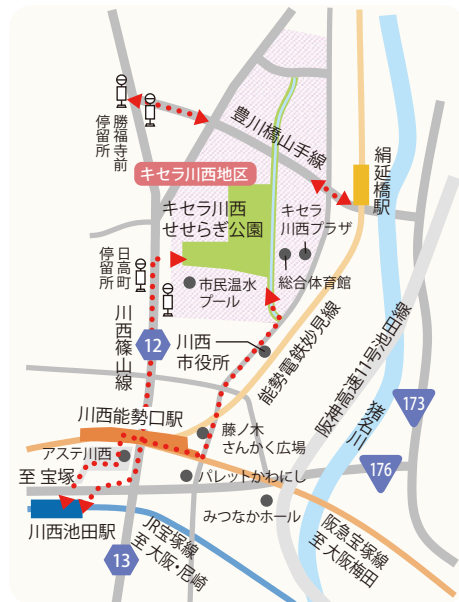 勝福寺前
停留所
豊川橋山手線
絹延橋駅
キセラ川西地区
キセラ川西
せせらぎ公園
キセラ
川西プラザ
日高町
停留所
市民温水
プール
総合体育館
川西篠山線
12
川西
市役所
能勢電鉄妙見線
阪神高速11号池田線
猪名川
173
川西能勢口駅
藤ノ木
さんかく広場
アステ川西
至 宝塚
パレットかわにし
176
みつなかホール
川西池田駅
JR宝塚線
至 大阪・尼崎
阪急宝塚線
至 大阪梅田
13